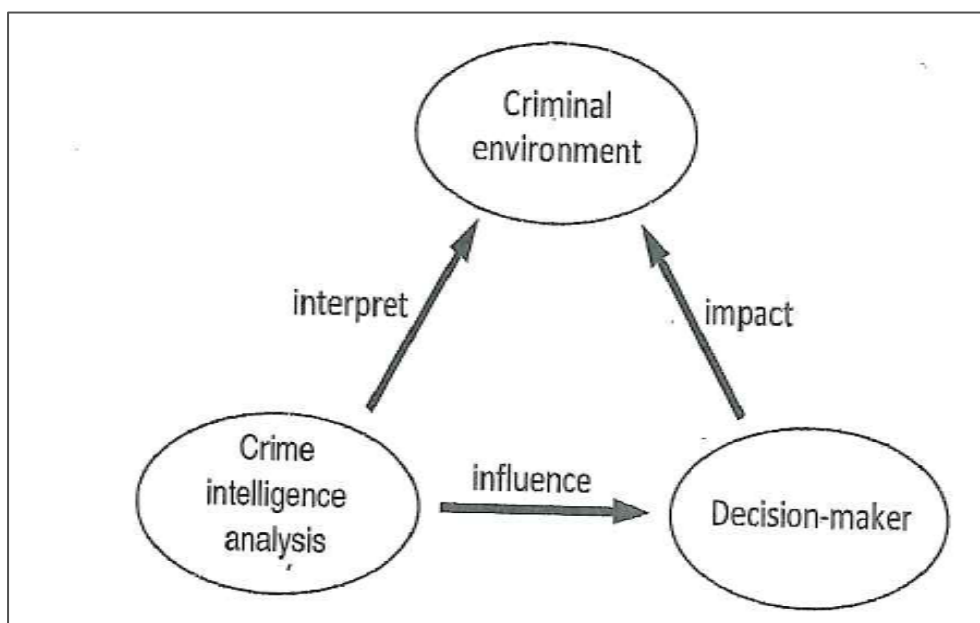 Criminal
environment
interpret
impact
Crime
intelligence
analysis
influence
Decision-maker